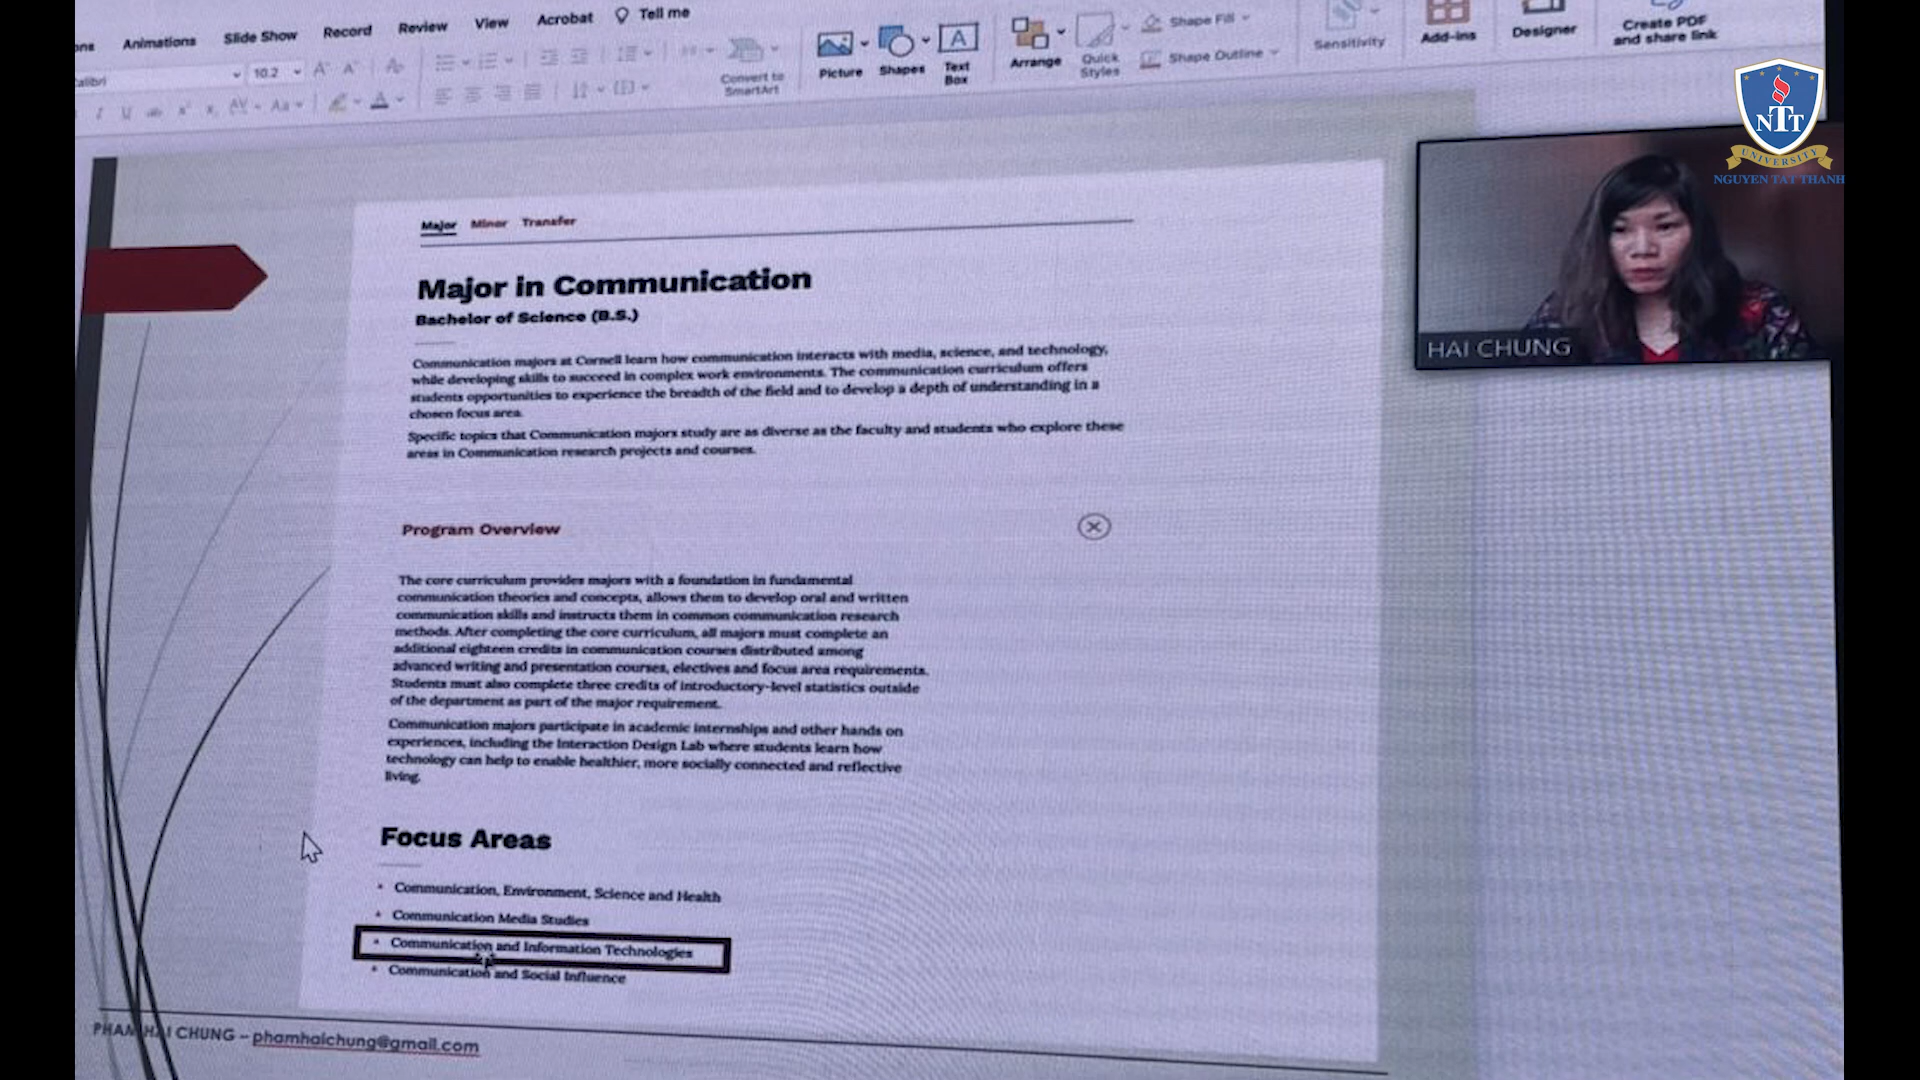 Animations Slide Show Record Review View Acrobat Tell me
10.2
Convert to SmartArt
Picture Shapes Text Box
Arrange Quick Styles
Shape Fill
Shape Outline
Sensitivity
Add-ins
Designer
Create PDF and share link
NTT
UNIVERSITY
NGUYEN TAT THANH
HAI CHUNG
Major Minor Transfer
Major in Communication
Bachelor of Science (B.S.)
Communication majors at Cornell learn how communication interacts with media, science, and technology,
while developing skills to succeed in complex work environments. The communication curriculum offers
students opportunities to experience the breadth of the field and to develop a depth of understanding in a
chosen focus area.
Specific topics that Communication majors study are as diverse as the faculty and students who explore these
areas in Communication research projects and courses.
Program Overview
The core curriculum provides majors with a foundation in fundamental
communication theories and concepts, allows them to develop oral and written
communication skills and instructs them in common communication research
methods. After completing the core curriculum, all majors must complete an
additional eighteen credits in communication courses distributed among
advanced writing and presentation courses, electives and focus area requirements.
Students must also complete three credits of introductory-level statistics outside
of the department as part of the major requirement.
Communication majors participate in academic internships and other hands on
experiences, including the Interaction Design Lab where students learn how
technology can help to enable healthier, more socially connected and reflective
living.
Focus Areas
Communication, Environment, Science and Health
Communication Media Studies
Communication and Information Technologies
Communication and Social Influence
PHAM HAI CHUNG – phamhaichung@gmail.com